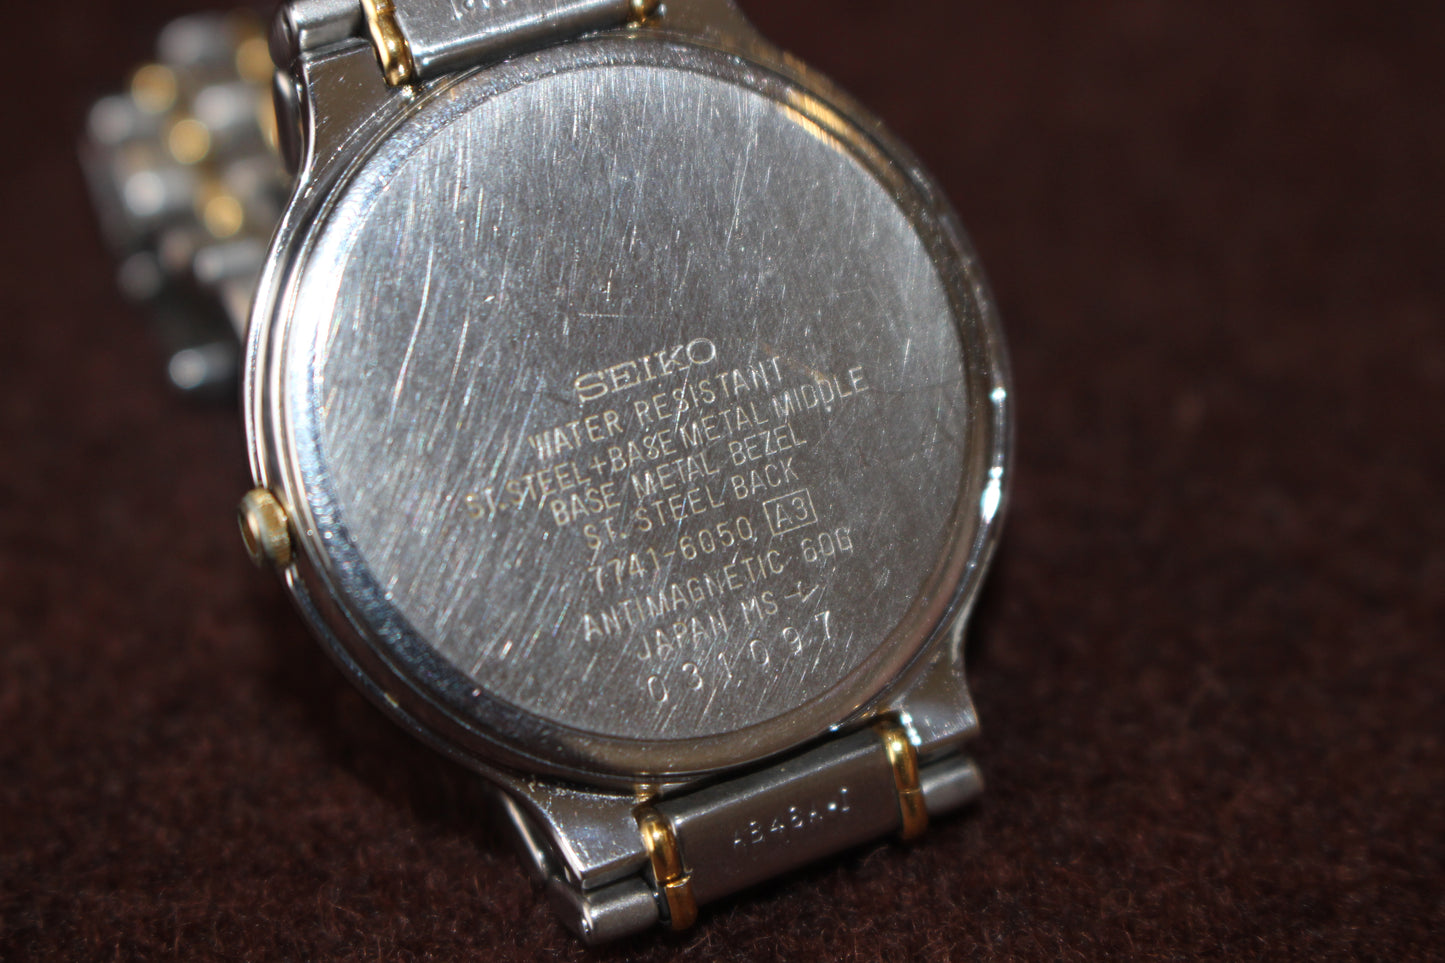 SEIKO
WATER RESISTANT
ST.STEEL+BASE METAL MIDDLE
BASE METAL BEZEL
ST. STEEL BACK
7741-6050 A3
ANTIMAGNETIC 60G
JAPAN MS
031097